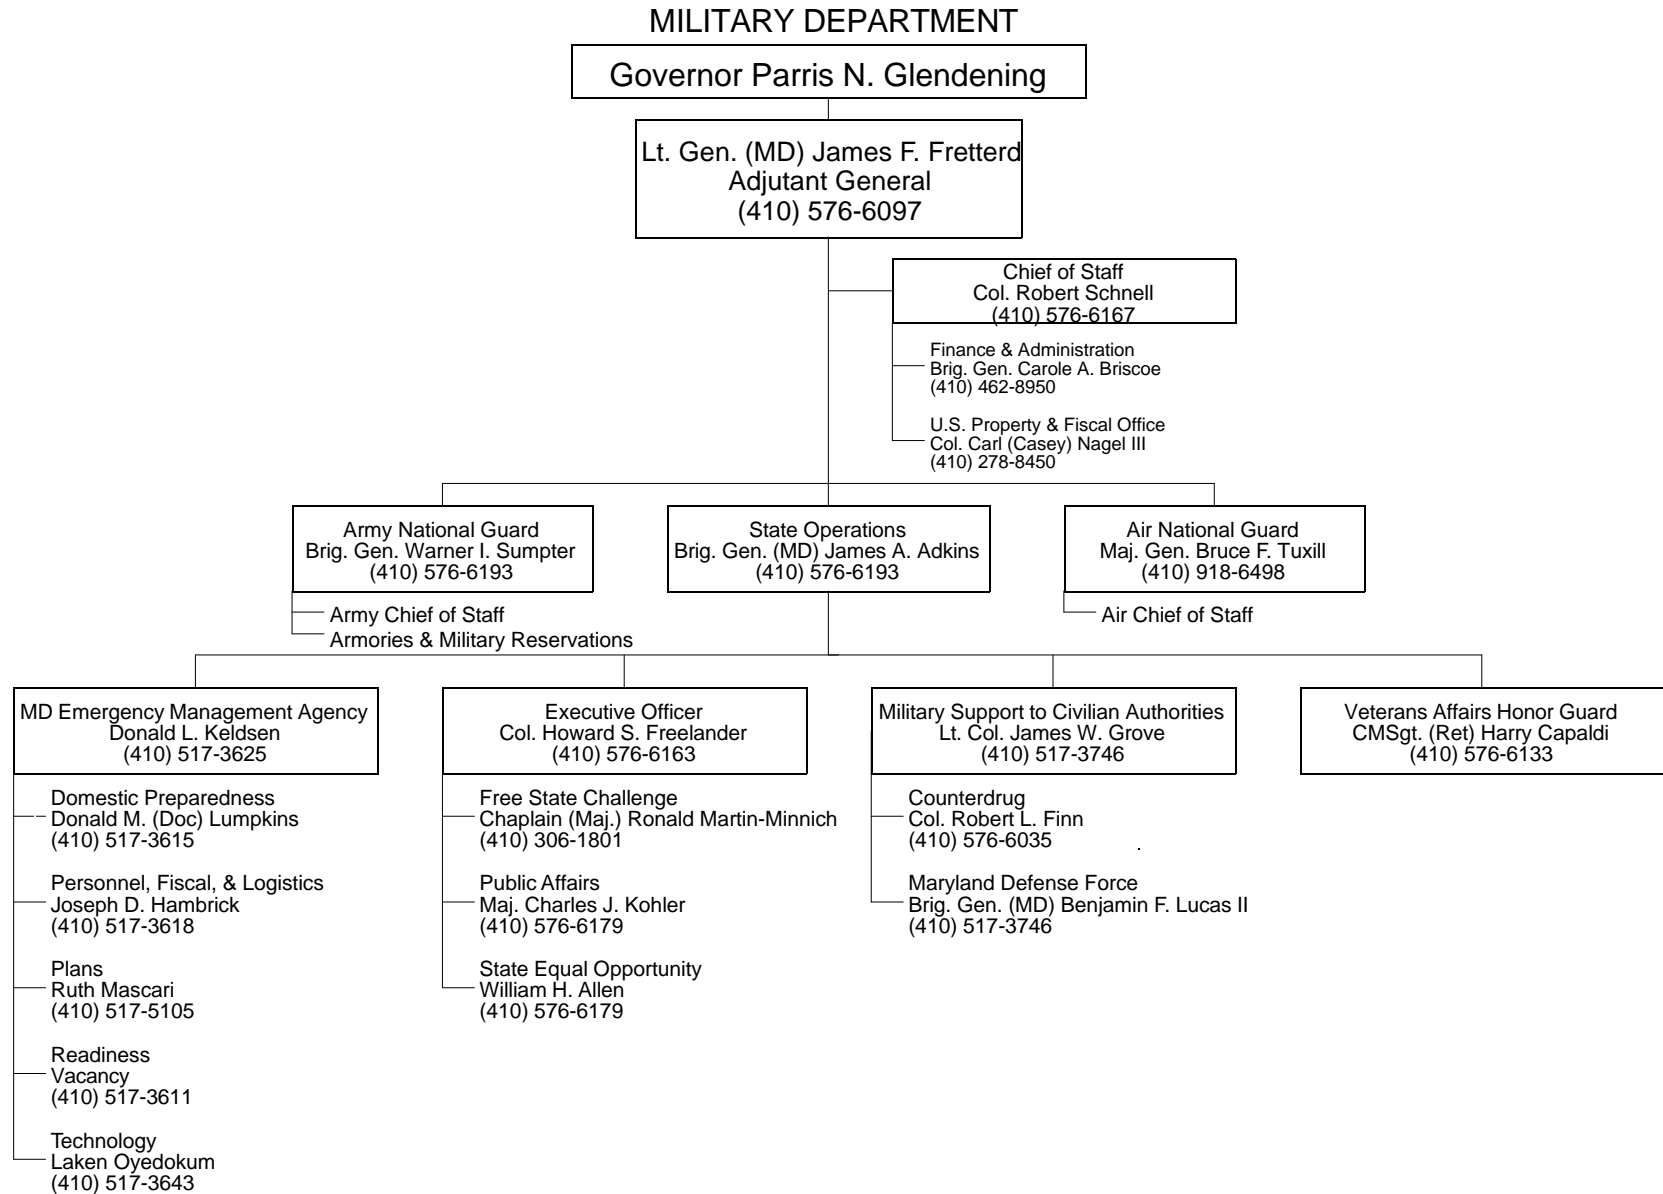 MILITARY DEPARTMENT
Governor Parris N. Glendening
Lt. Gen. (MD) James F. Fretterd
Adjutant General
(410) 576-6097
Chief of Staff
Col. Robert Schnell
(410) 576-6167
Finance & Administration
Brig. Gen. Carole A. Briscoe
(410) 462-8950
U.S. Property & Fiscal Office
Col. Carl (Casey) Nagel III
(410) 278-8450
Army National Guard
Brig. Gen. Warner I. Sumpter
(410) 576-6193
Army Chief of Staff
Armories & Military Reservations
State Operations
Brig. Gen. (MD) James A. Adkins
(410) 576-6193
Air National Guard
Maj. Gen. Bruce F. Tuxill
(410) 918-6498
Air Chief of Staff
MD Emergency Management Agency
Donald L. Keldsen
(410) 517-3625
Domestic Preparedness
Donald M. (Doc) Lumpkins
(410) 517-3615
Personnel, Fiscal, & Logistics
Joseph D. Hambrick
(410) 517-3618
Plans
Ruth Mascari
(410) 517-5105
Readiness
Vacancy
(410) 517-3611
Technology
Laken Oyedokum
(410) 517-3643
Executive Officer
Col. Howard S. Freelander
(410) 576-6163
Free State Challenge
Chaplain (Maj.) Ronald Martin-Minnich
(410) 306-1801
Public Affairs
Maj. Charles J. Kohler
(410) 576-6179
State Equal Opportunity
William H. Allen
(410) 576-6179
Military Support to Civilian Authorities
Lt. Col. James W. Grove
(410) 517-3746
Counterdrug
Col. Robert L. Finn
(410) 576-6035
Maryland Defense Force
Brig. Gen. (MD) Benjamin F. Lucas II
(410) 517-3746
Veterans Affairs Honor Guard
CMSgt. (Ret) Harry Capaldi
(410) 576-6133